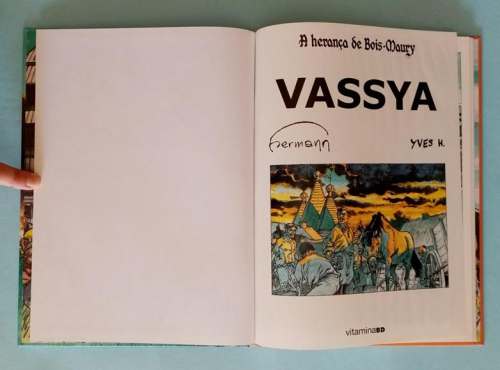 A herança de Bois-Maury
VASSYA
Hermann
YVES H.
vitaminaBD